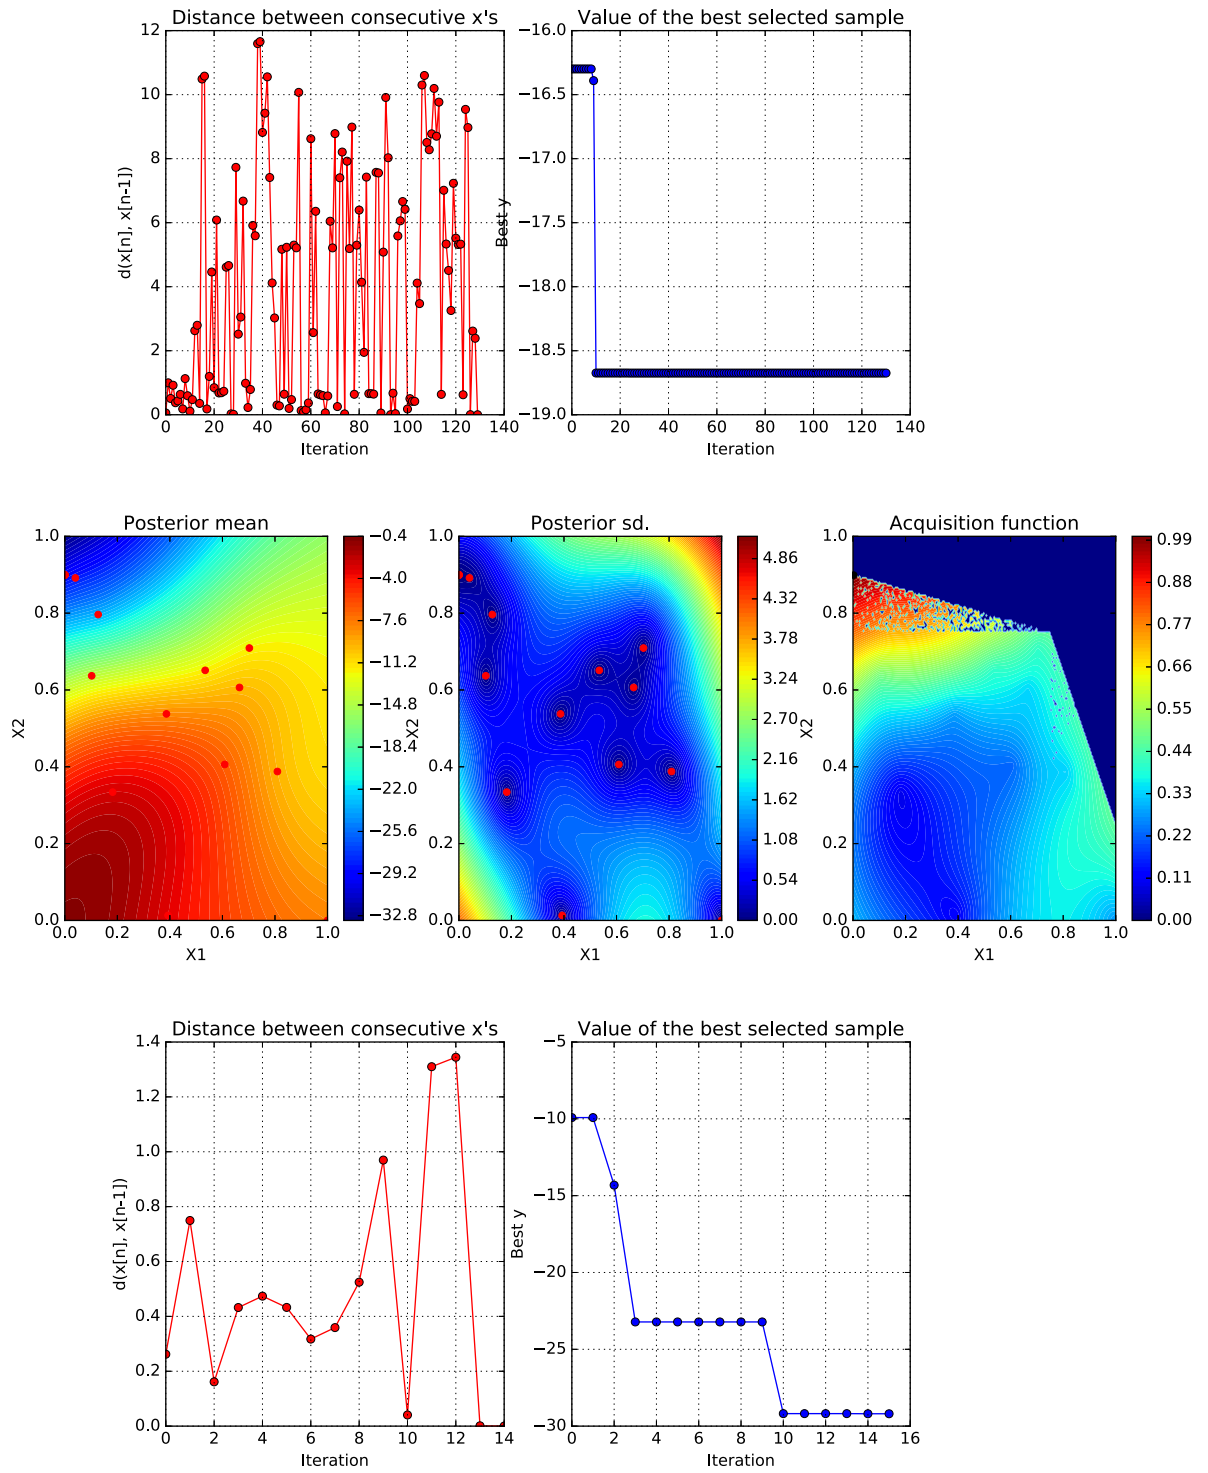 Distance between consecutive x's
12
10
8
6
4
2
0
d(x[n], x[n-1])
0 20 40 60 80 100 120 140
Iteration
Value of the best selected sample
−16.0
−16.5
−17.0
−17.5
−18.0
−18.5
−19.0
Best y
0 20 40 60 80 100 120 140
Iteration
Posterior mean
1.0
0.8
0.6
0.4
0.2
0.0
X2
0.0 0.2 0.4 0.6 0.8 1.0
X1
−0.4
−4.0
−7.6
−11.2
−14.8
−18.4
−22.0
−25.6
−29.2
−32.8
Posterior sd.
1.0
0.8
0.6
0.4
0.2
0.0
X2
0.0 0.2 0.4 0.6 0.8 1.0
X1
4.86
4.32
3.78
3.24
2.70
2.16
1.62
1.08
0.54
0.00
Acquisition function
1.0
0.8
0.6
0.4
0.2
0.0
X2
0.0 0.2 0.4 0.6 0.8 1.0
X1
0.99
0.88
0.77
0.66
0.55
0.44
0.33
0.22
0.11
0.00
Distance between consecutive x's
1.4
1.2
1.0
0.8
0.6
0.4
0.2
0.0
d(x[n], x[n-1])
0 2 4 6 8 10 12 14
Iteration
Value of the best selected sample
−5
−10
−15
−20
−25
−30
Best y
0 2 4 6 8 10 12 14 16
Iteration